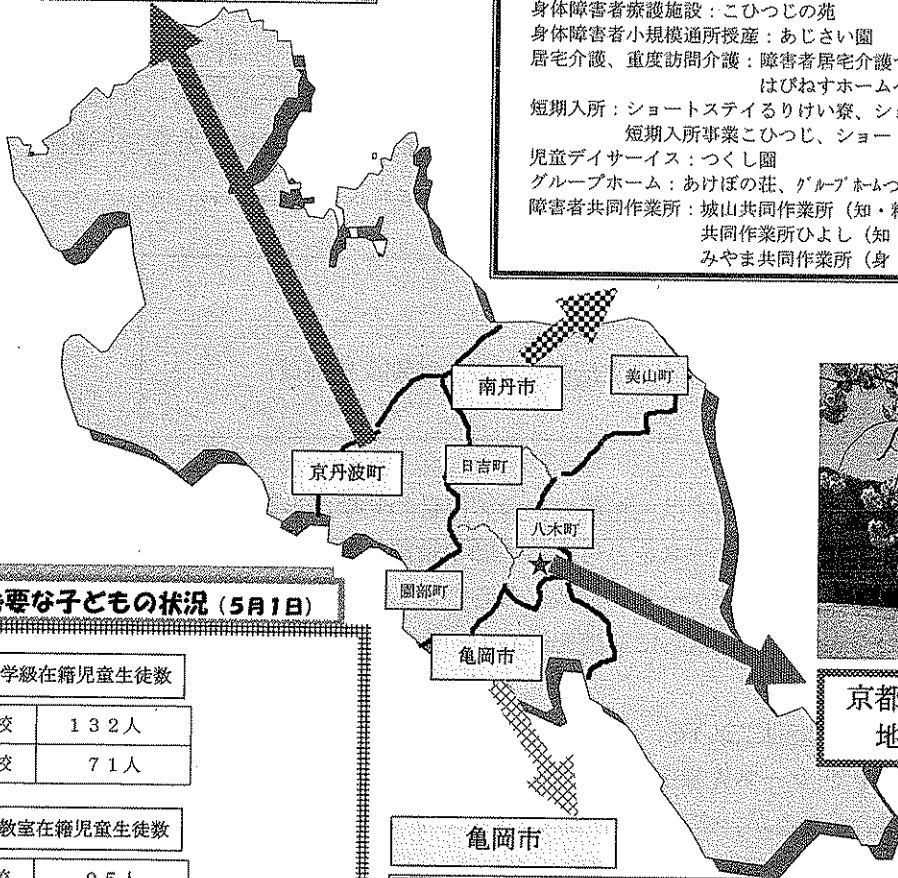 身体障害者療護施設：こひつじの苑
身体障害者小規模通所授産：あじさい園
居宅介護、重度訪問介護：障害者居宅介護
はぴねすホーム
短期入所：ショートステイるりけい寮、ショ
短期入所事業こひつじ、ショー
児童デイサーイス：つくし園
グループホーム：あけぼの荘、グループホームつ
障害者共同作業所：城山共同作業所（知・精
共同作業所ひよし（知
みやま共同作業所（身
南丹市
美山町
京丹波町
日吉町
八木町
園部町
亀岡市
要な子どもの状況（5月1日）
学級在籍児童生徒数
校 １３２人
校 ７１人
教室在籍児童生徒数
校 ９５人
京都
地
亀岡市